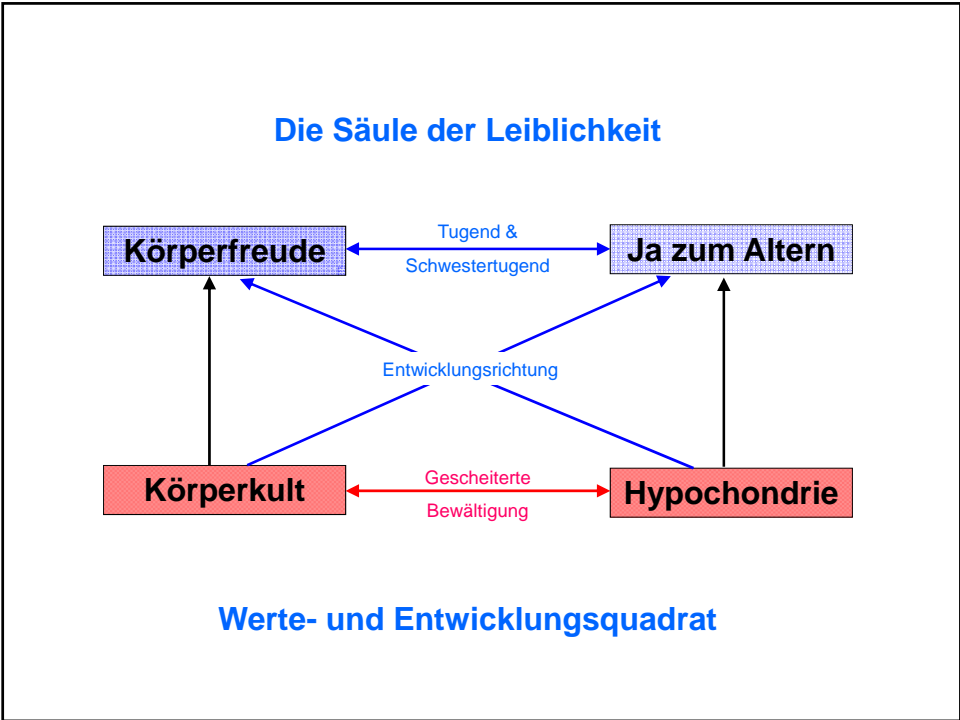 Die Säule der Leiblichkeit
Körperfreude
Tugend &
Schwestertugend
Ja zum Altern
Entwicklungsrichtung
Körperkult
Gescheiterte
Bewältigung
Hypochondrie
Werte- und Entwicklungsquadrat